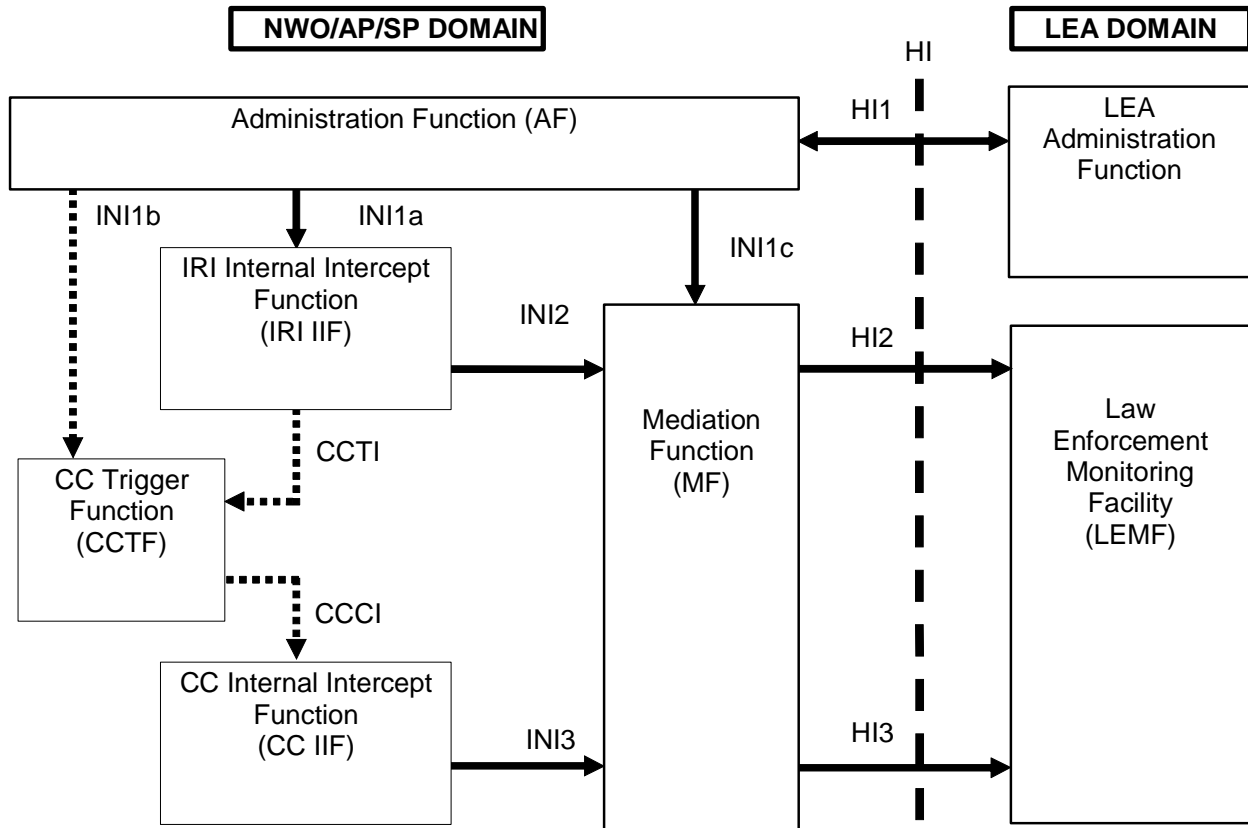 NWO/AP/SP DOMAIN
LEA DOMAIN
HI
Administration Function (AF)
HI1
LEA
Administration
Function
INI1b
INI1a
INI1c
IRI Internal Intercept
Function
(IRI IIF)
INI2
HI2
CCTI
Mediation
Function
(MF)
Law
Enforcement
Monitoring
Facility
(LEMF)
CC Trigger
Function
(CCTF)
CCCI
CC Internal Intercept
Function
(CC IIF)
INI3
HI3